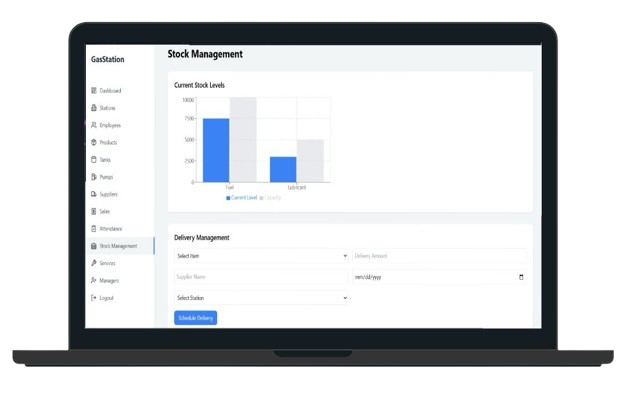 Stock Management
GasStation
Dashboard
Stations
Employees
Products
Tanks
Pumps
Suppliers
Sales
Attendance
Stock Management
Services
Managers
Logout
Current Stock Levels
10000
7500
5000
2500
0
Fuel
Lubricant
Current Level
Capacity
Delivery Management
Select Item
Delivery Amount
Supplier Name
mm/dd/yyyy
Select Station
Schedule Delivery